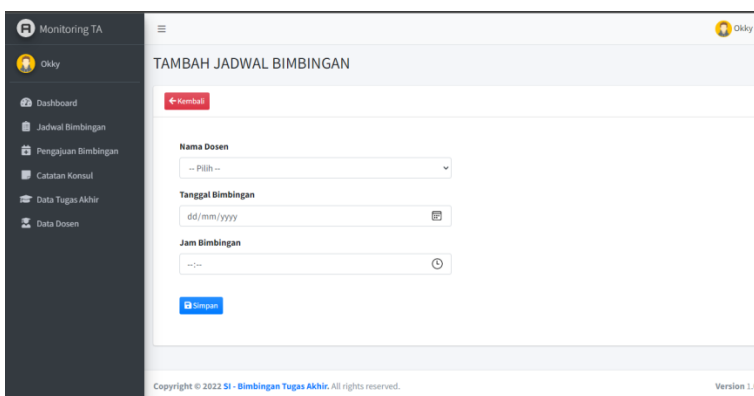 Monitoring TA
Okky
Okky
TAMBAH JADWAL BIMBINGAN
Dashboard
Jadwal Bimbingan
Pengajuan Bimbingan
Catatan Konsul
Data Tugas Akhir
Data Dosen
Kembali
Nama Dosen
-- Pilih --
Tanggal Bimbingan
dd/mm/yyyy
Jam Bimbingan
--:--
Simpan
Copyright © 2022 SI - Bimbingan Tugas Akhir. All rights reserved.
Version 1.